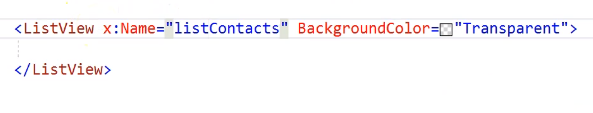 <ListView x:Name="listContacts" BackgroundColor="Transparent">
</ListView>